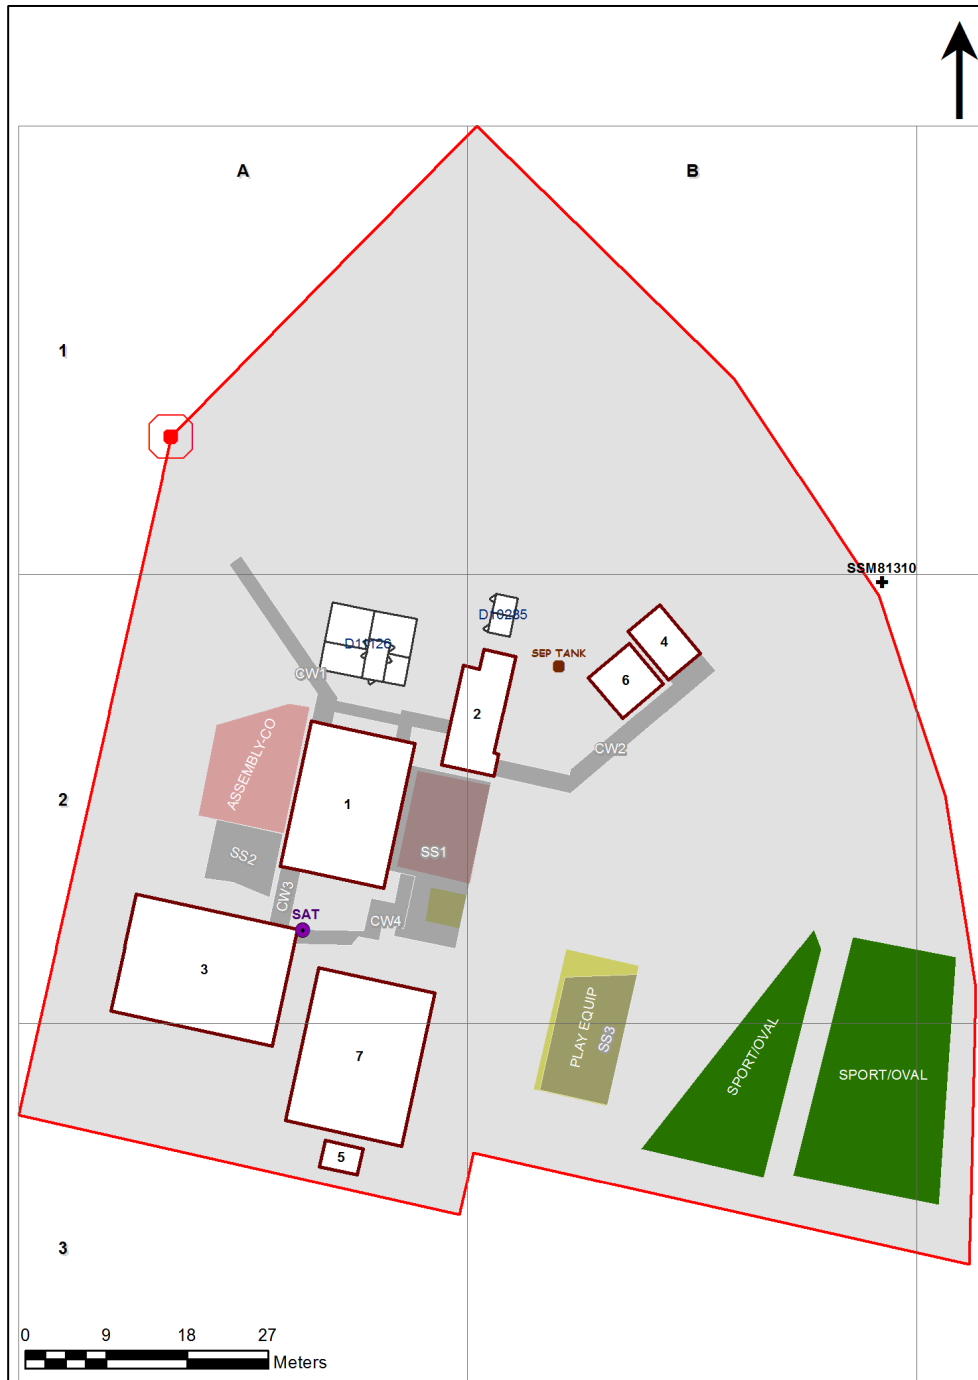 A
B
1
SSM81310
D10285
D11126
4
SEP TANK
6
CW1
2
ASSEMBLY-CO
CW2
2
1
SS2
SS1
CW3
SAT
CW4
3
PLAY EQUIP
SS3
SPORT/OVAL
SPORT/OVAL
7
5
3
0 9 18 27
Meters